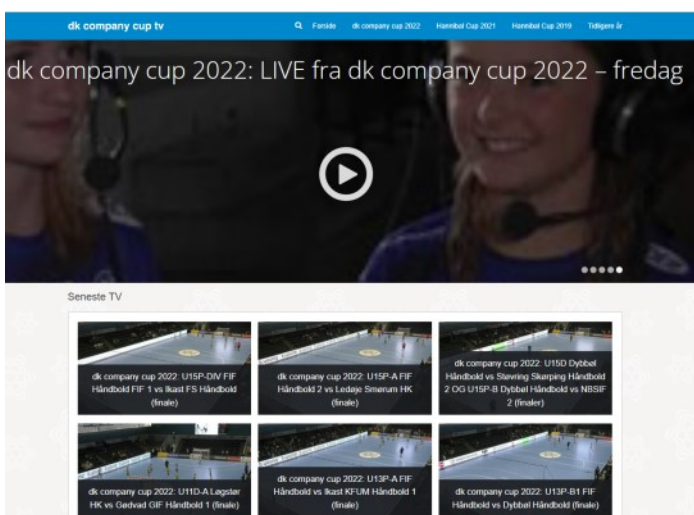 dk company cup tv
Forside
dk company cup 2022
Hannibal Cup 2021
Hannibal Cup 2019
Tidligere år
dk company cup 2022: LIVE fra dk company cup 2022 – fredag
Seneste TV
dk company cup 2022: U15P-DIV FIF
Håndbold FIF 1 vs Ikast FS Håndbold
(finale)
dk company cup 2022: U15P-A FIF
Håndbold 2 vs Ledøje Smørum HK
(finale)
dk company cup 2022: U15D Dybbøl
Håndbold vs Støvring Skørping Håndbold
2 OG U15P-B Dybbøl Håndbold vs NBSIF
2 (finaler)
dk company cup 2022: U11D-A Løgstør
HK vs Gødvad GIF Håndbold 1 (finale)
dk company cup 2022: U13P-A FIF
Håndbold vs Ikast KFUM Håndbold 1
(finale)
dk company cup 2022: U13P-B1 FIF
Håndbold vs Dybbøl Håndbold (finale)